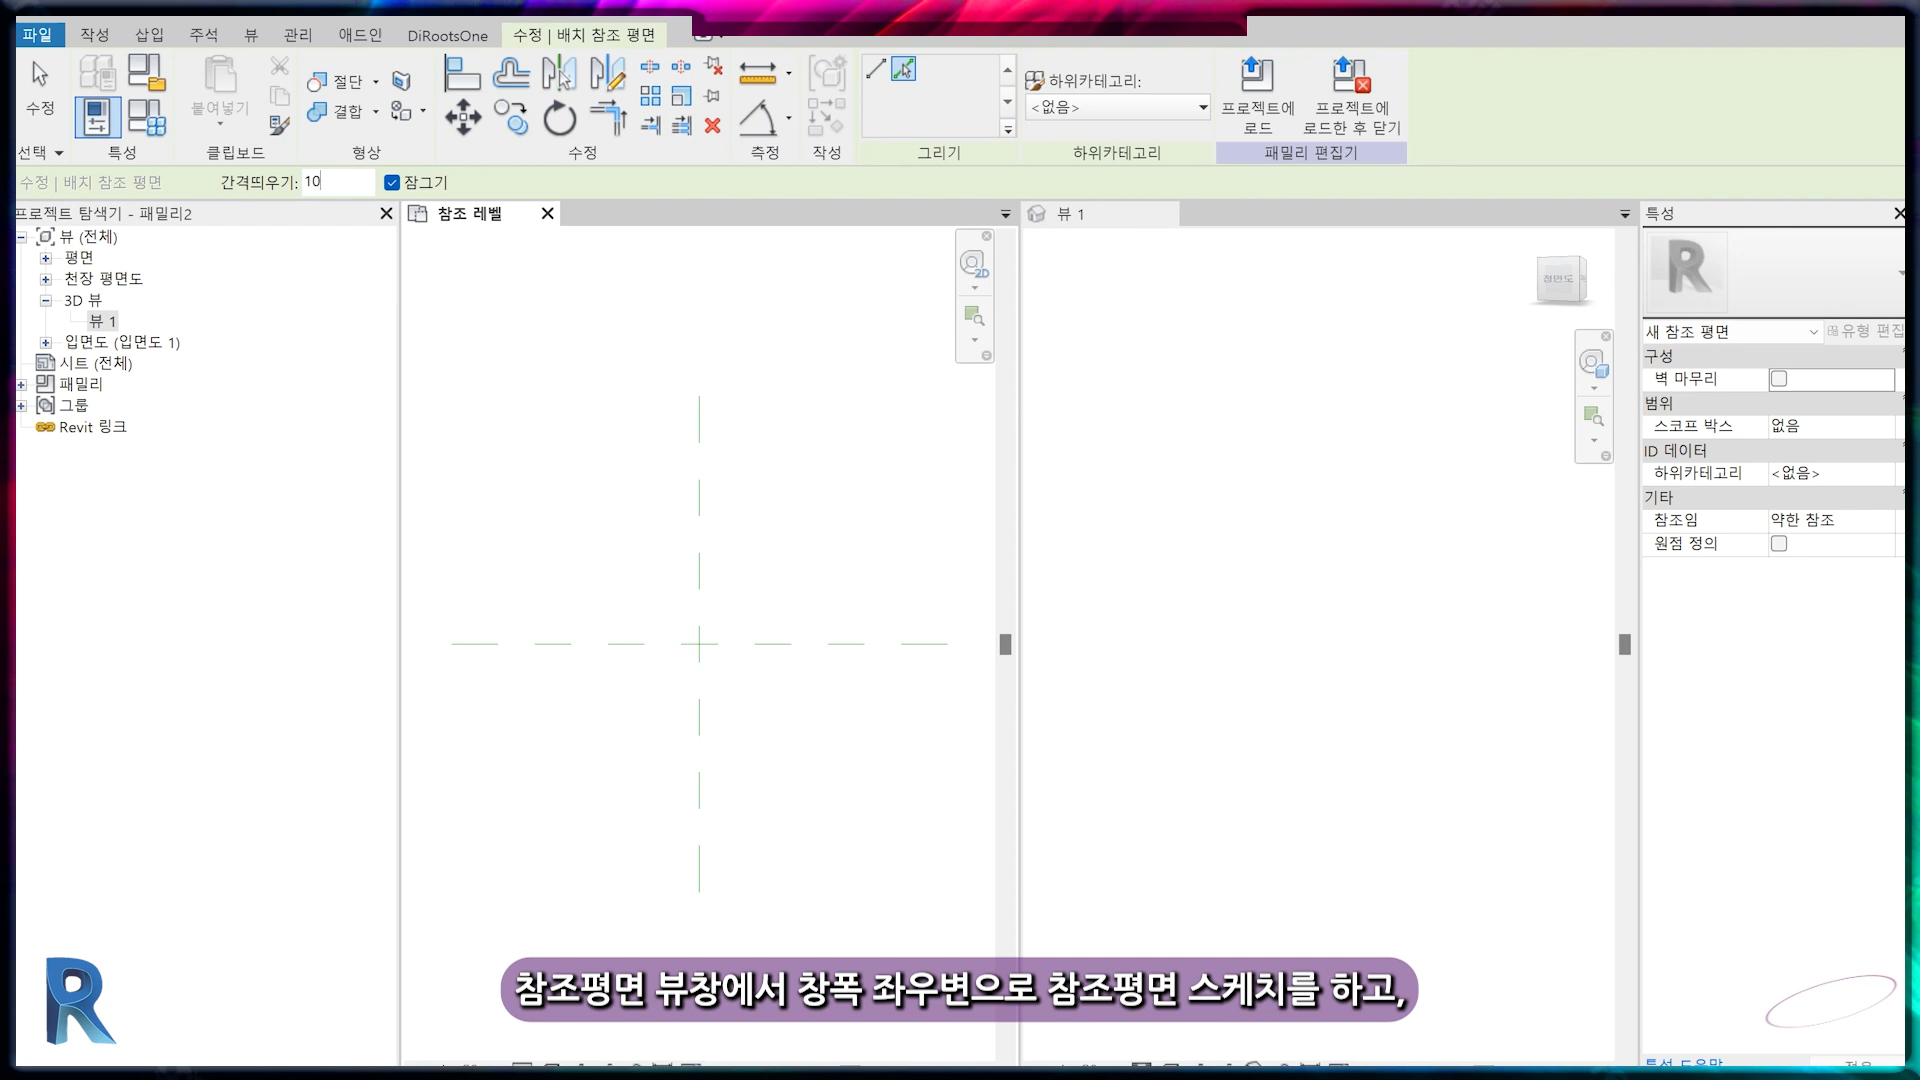 파일 작성 삽입 주석 뷰 관리 애드인 DiRootsOne 수정 | 배치 참조 평면
수정 붙여넣기 절단 결합
하위카테고리:
<없음>
프로젝트에 로드
프로젝트에 로드한 후 닫기
선택 특성 클립보드 형상 수정 측정 작성 그리기 하위카테고리 패밀리 편집기
수정 | 배치 참조 평면 간격띄우기: 10 잠그기
프로젝트 탐색기 - 패밀리2
참조 레벨
뷰 1
특성
뷰 (전체)
평면
천장 평면도
3D 뷰
뷰 1
입면도 (입면도 1)
시트 (전체)
패밀리
그룹
Revit 링크
2D
정면도
R
새 참조 평면 유형 편집
구성
벽 마무리
범위
스코프 박스 없음
ID 데이터
하위카테고리 <없음>
기타
참조임 약한 참조
원점 정의
R
참조평면 뷰창에서 창폭 좌우변으로 참조평면 스케치를 하고,